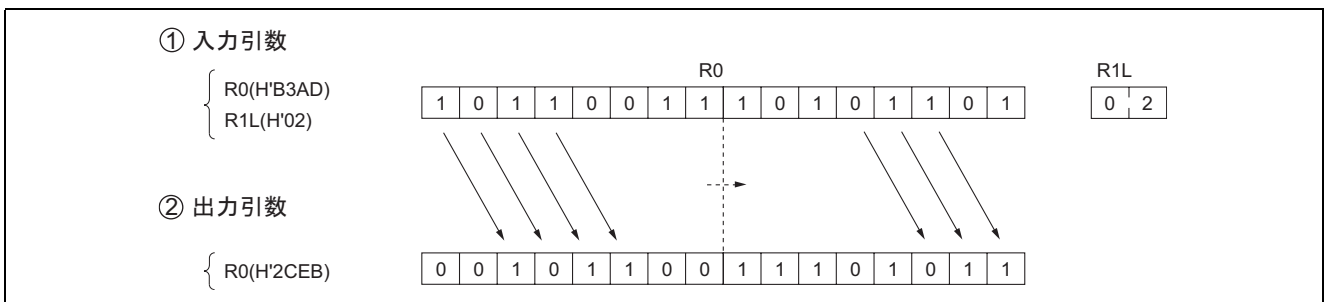 ① 入力引数
R0 R1L
R0(H'B3AD) 1 0 1 1 0 0 1 1 1 0 1 0 1 1 0 1 0 2
R1L(H'02)
② 出力引数
R0(H'2CEB) 0 0 1 0 1 1 0 0 1 1 1 0 1 0 1 1